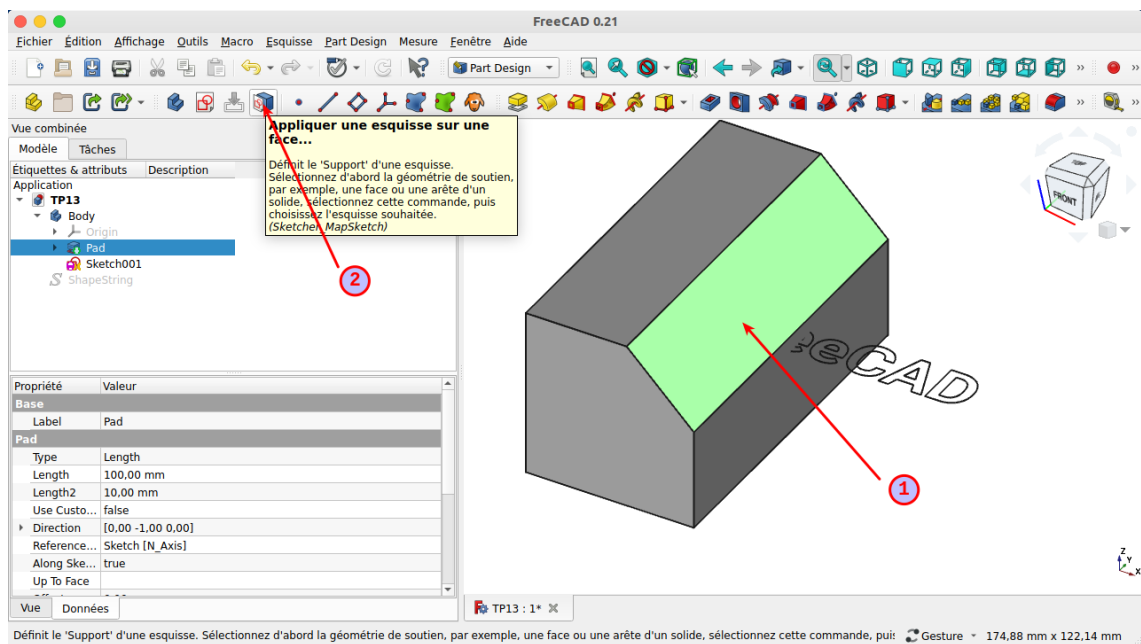 FreeCAD 0.21
Fichier Édition Affichage Outils Macro Esquisse Part Design Mesure Fenêtre Aide
Part Design
Vue combinée
Modèle Tâches
Étiquettes & attributs Description
Application
TP13
Body
Origin
Pad
Sketch001
ShapeString
Appliquer une esquisse sur une
face...
Définit le 'Support' d'une esquisse.
Sélectionnez d'abord la géométrie de soutien,
par exemple, une face ou une arête d'un
solide, sélectionnez cette commande, puis
choisissez l'esquisse souhaitée.
(Sketcher_MapSketch)
2
TOP
FRONT
eeCAD
1
Propriété Valeur
Base
Label Pad
Pad
Type Length
Length 100,00 mm
Length2 10,00 mm
Use Custo... false
Direction [0,00 -1,00 0,00]
Reference... Sketch [N_Axis]
Along Ske... true
Up To Face
Z
Y
X
Vue Données
TP13 : 1*
Définit le 'Support' d'une esquisse. Sélectionnez d'abord la géométrie de soutien, par exemple, une face ou une arête d'un solide, sélectionnez cette commande, puis
Gesture 174,88 mm x 122,14 mm